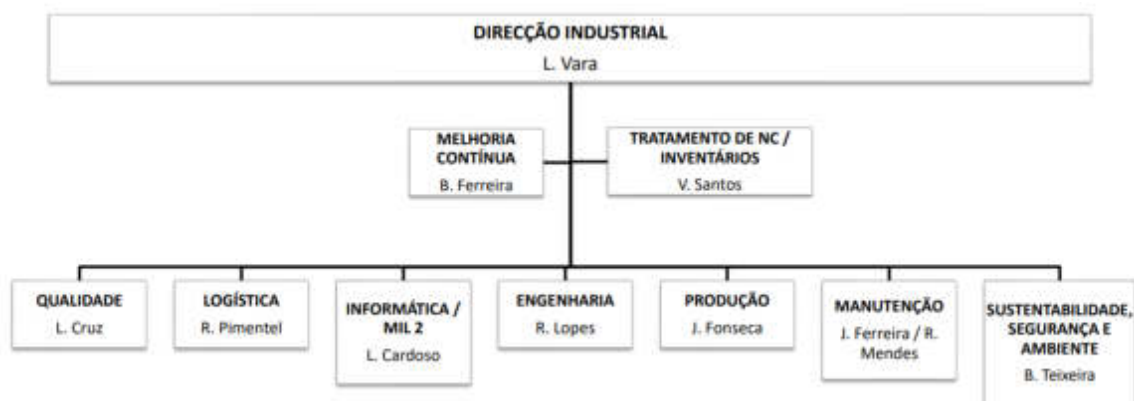 DIRECÇÃO INDUSTRIAL
L. Vara
MELHORIA
CONTÍNUA
B. Ferreira
TRATAMENTO DE NC /
INVENTÁRIOS
V. Santos
QUALIDADE
L. Cruz
LOGÍSTICA
R. Pimentel
INFORMÁTICA /
MIL 2
L. Cardoso
ENGENHARIA
R. Lopes
PRODUÇÃO
J. Fonseca
MANUTENÇÃO
J. Ferreira / R.
Mendes
SUSTENTABILIDADE,
SEGURANÇA E
AMBIENTE
B. Teixeira